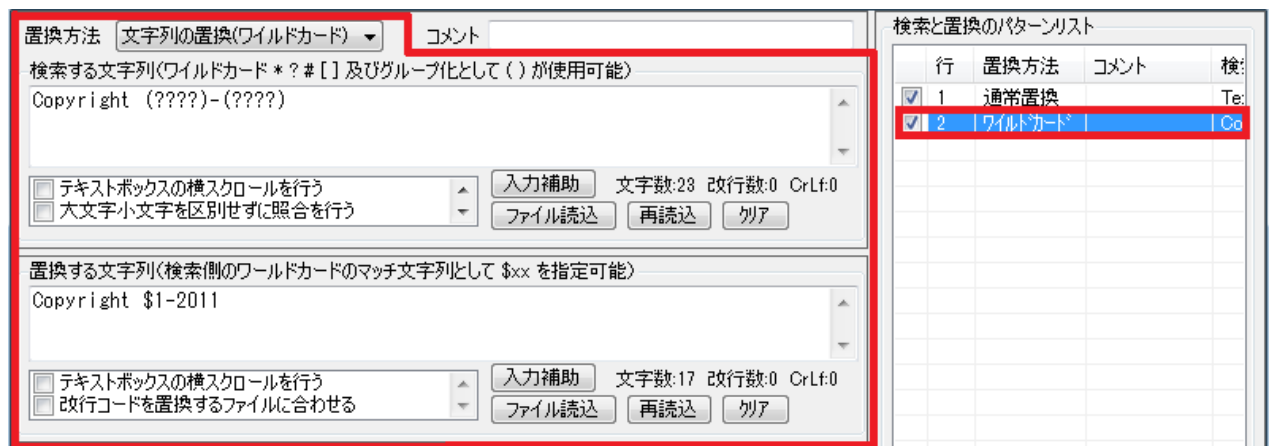 置換方法 文字列の置換(ワイルドカード) コメント
検索する文字列(ワイルドカード * ? # [ ] 及びグループ化として ( ) が使用可能)
Copyright (????)-(????)
テキストボックスの横スクロールを行う
大文字小文字を区別せずに照合を行う
入力補助 文字数:23 改行数:0 CrLf:0
ファイル読込 再読込 クリア
置換する文字列(検索側のワールドカードのマッチ文字列として $xx を指定可能)
Copyright $1-2011
テキストボックスの横スクロールを行う
改行コードを置換するファイルに合わせる
入力補助 文字数:17 改行数:0 CrLf:0
ファイル読込 再読込 クリア
検索と置換のパターンリスト
行 置換方法 コメント 検
1 通常置換 Te
2 ワイルドカード Co